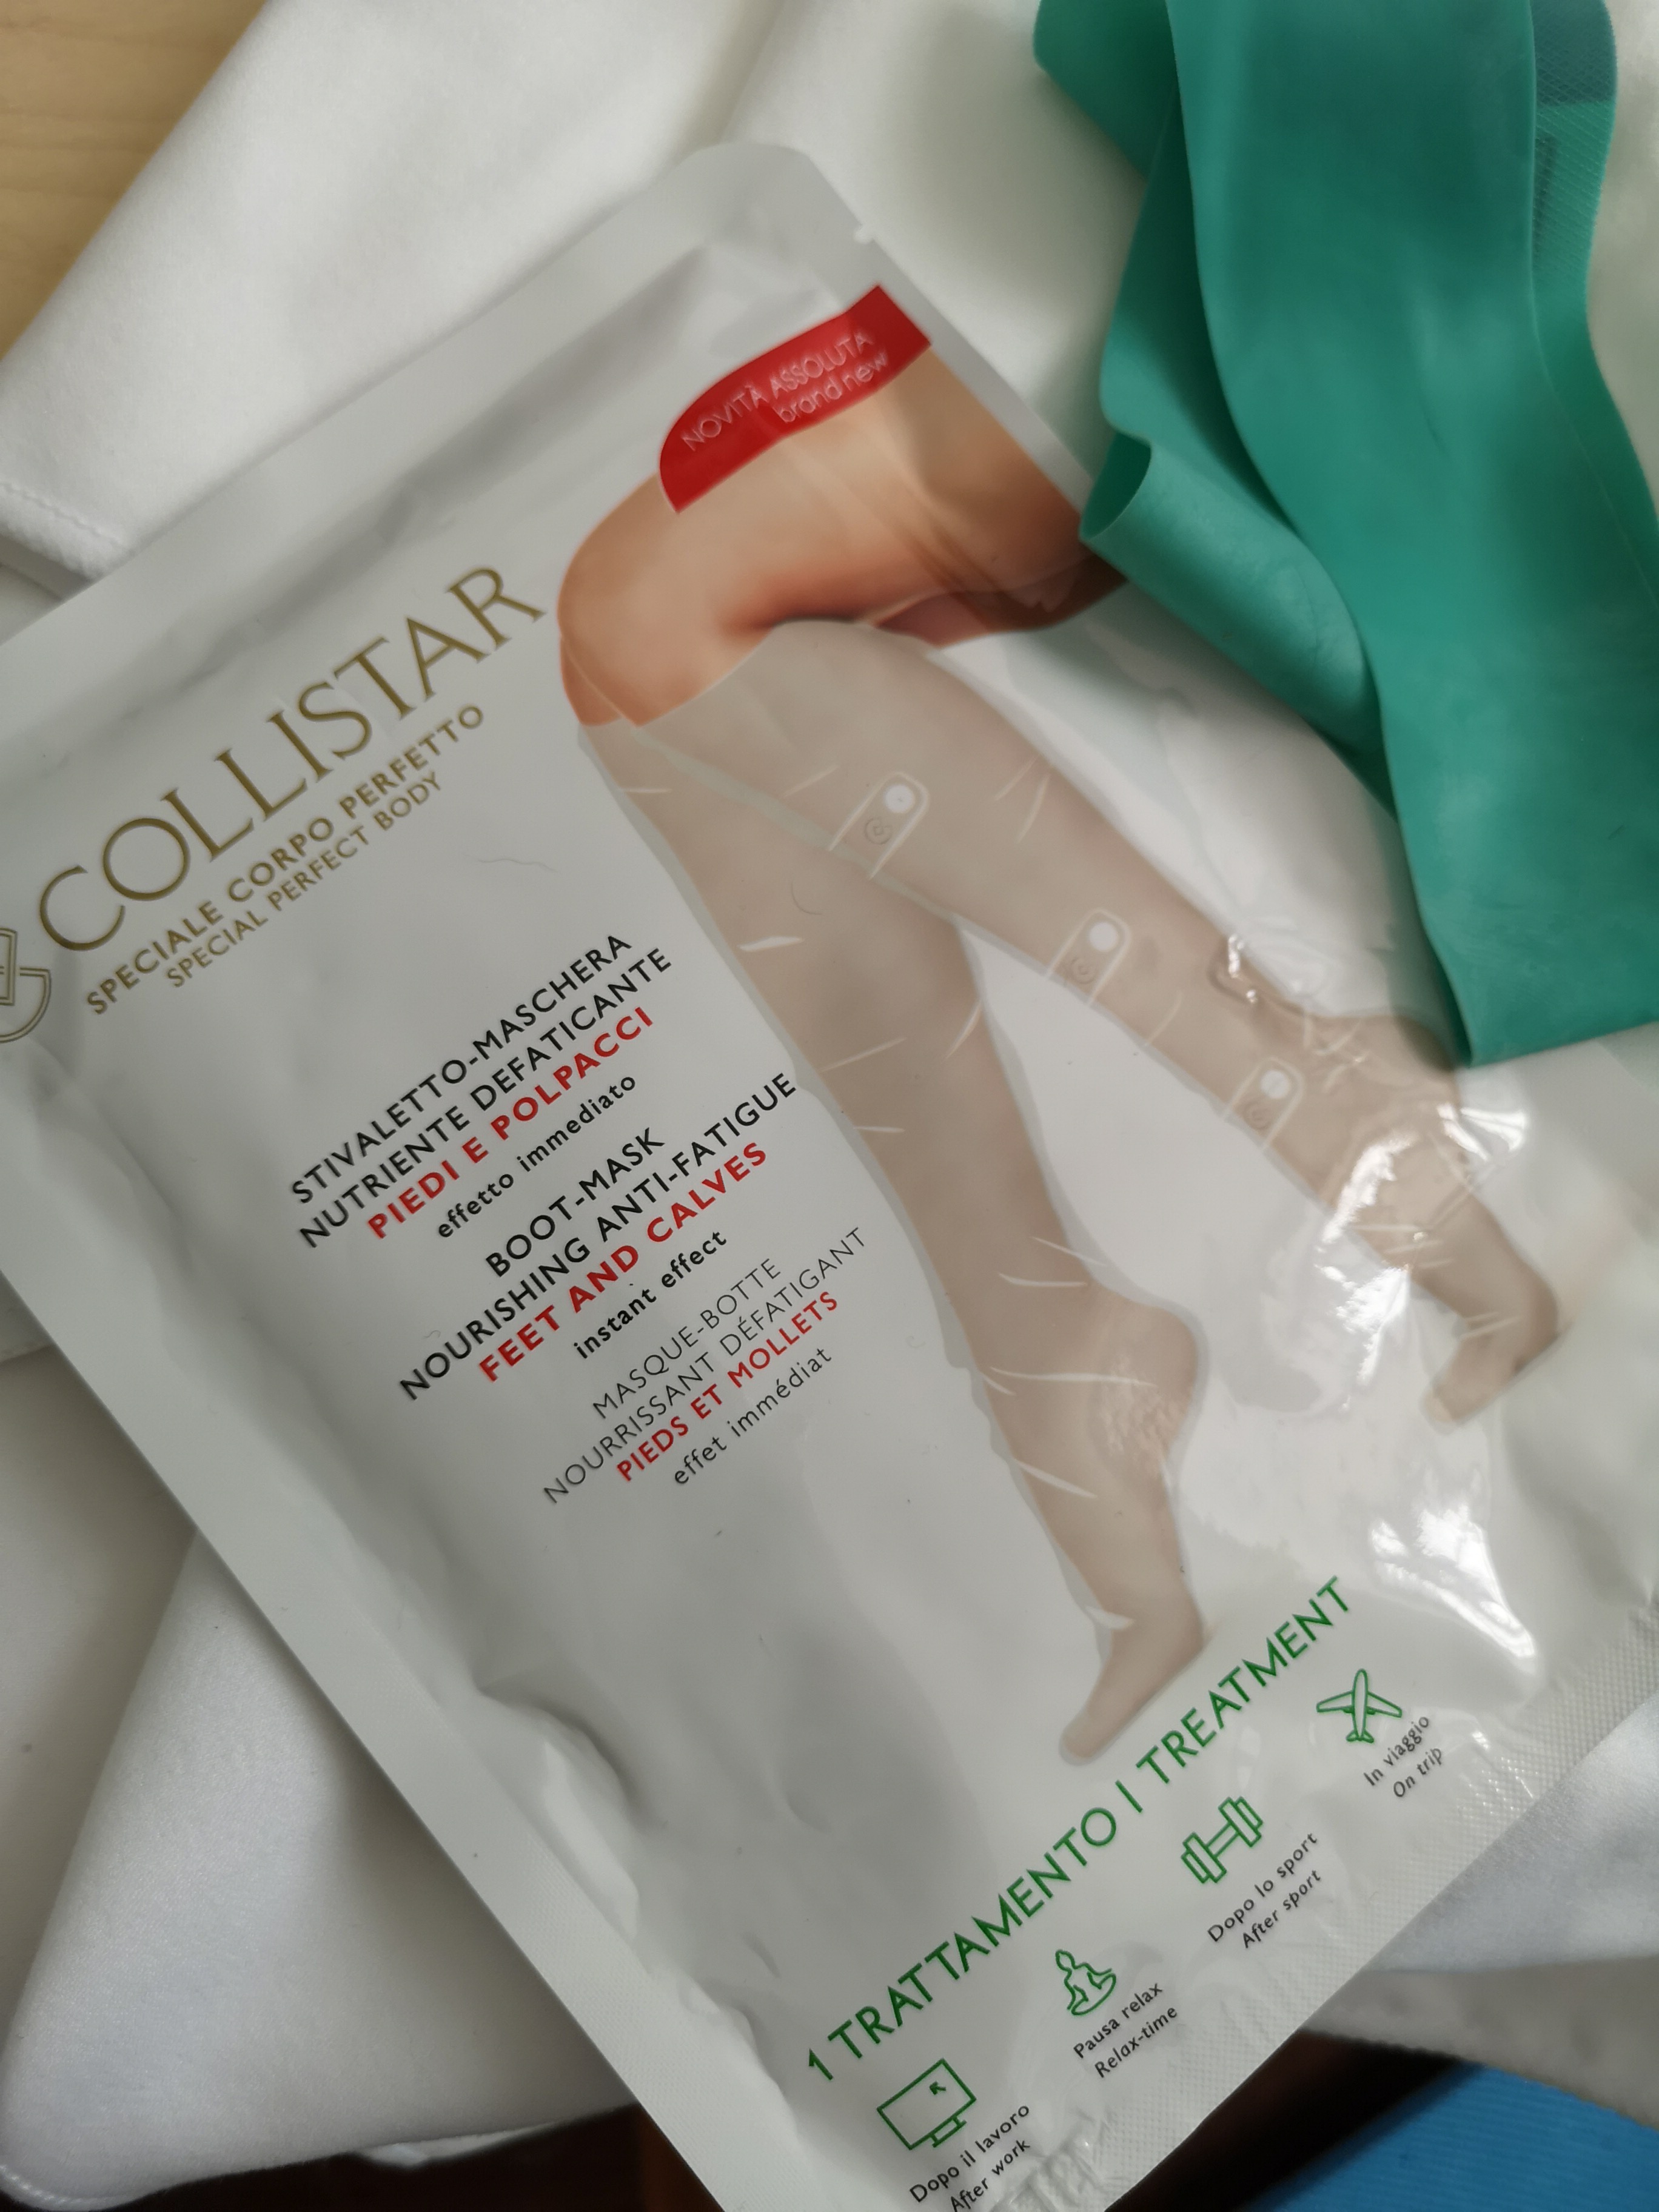 NOVITÀ ASSOLUTA
brand new
COLLISTAR
SPECIALE CORPO PERFETTO
SPECIAL PERFECT BODY
STIVALETTO-MASCHERA
NUTRIENTE DEFATICANTE
PIEDI E POLPACCI
effetto immediato
BOOT-MASK
NOURISHING ANTI-FATIGUE
FEET AND CALVES
instant effect
MASQUE-BOTTE
NOURRISSANT DÉFATIGANT
PIEDS ET MOLLETS
effet immédiat
1 TRATTAMENTO | TREATMENT
Dopo il lavoro
After work
Pausa relax
Relax-time
Dopo lo sport
After sport
In viaggio
On trip